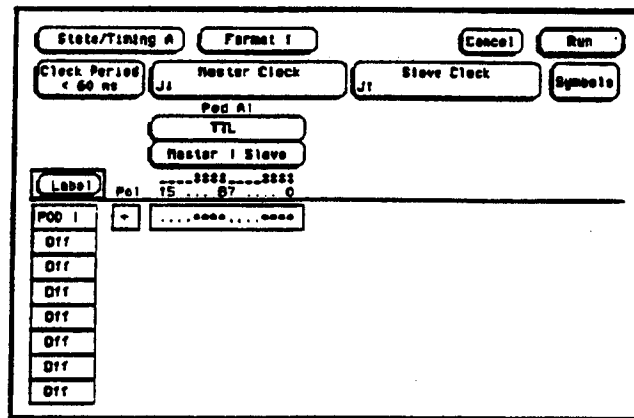 State/Timing A Format 1 Cancel Run
Clock Period Master Clock Slave Clock Symbols
< 60 ns J↓ J↑
Pod A1
TTL
Master | Slave
Label Pol 15 ... 87 .... 0
POD 1 + ....****....****
Off
Off
Off
Off
Off
Off
Off